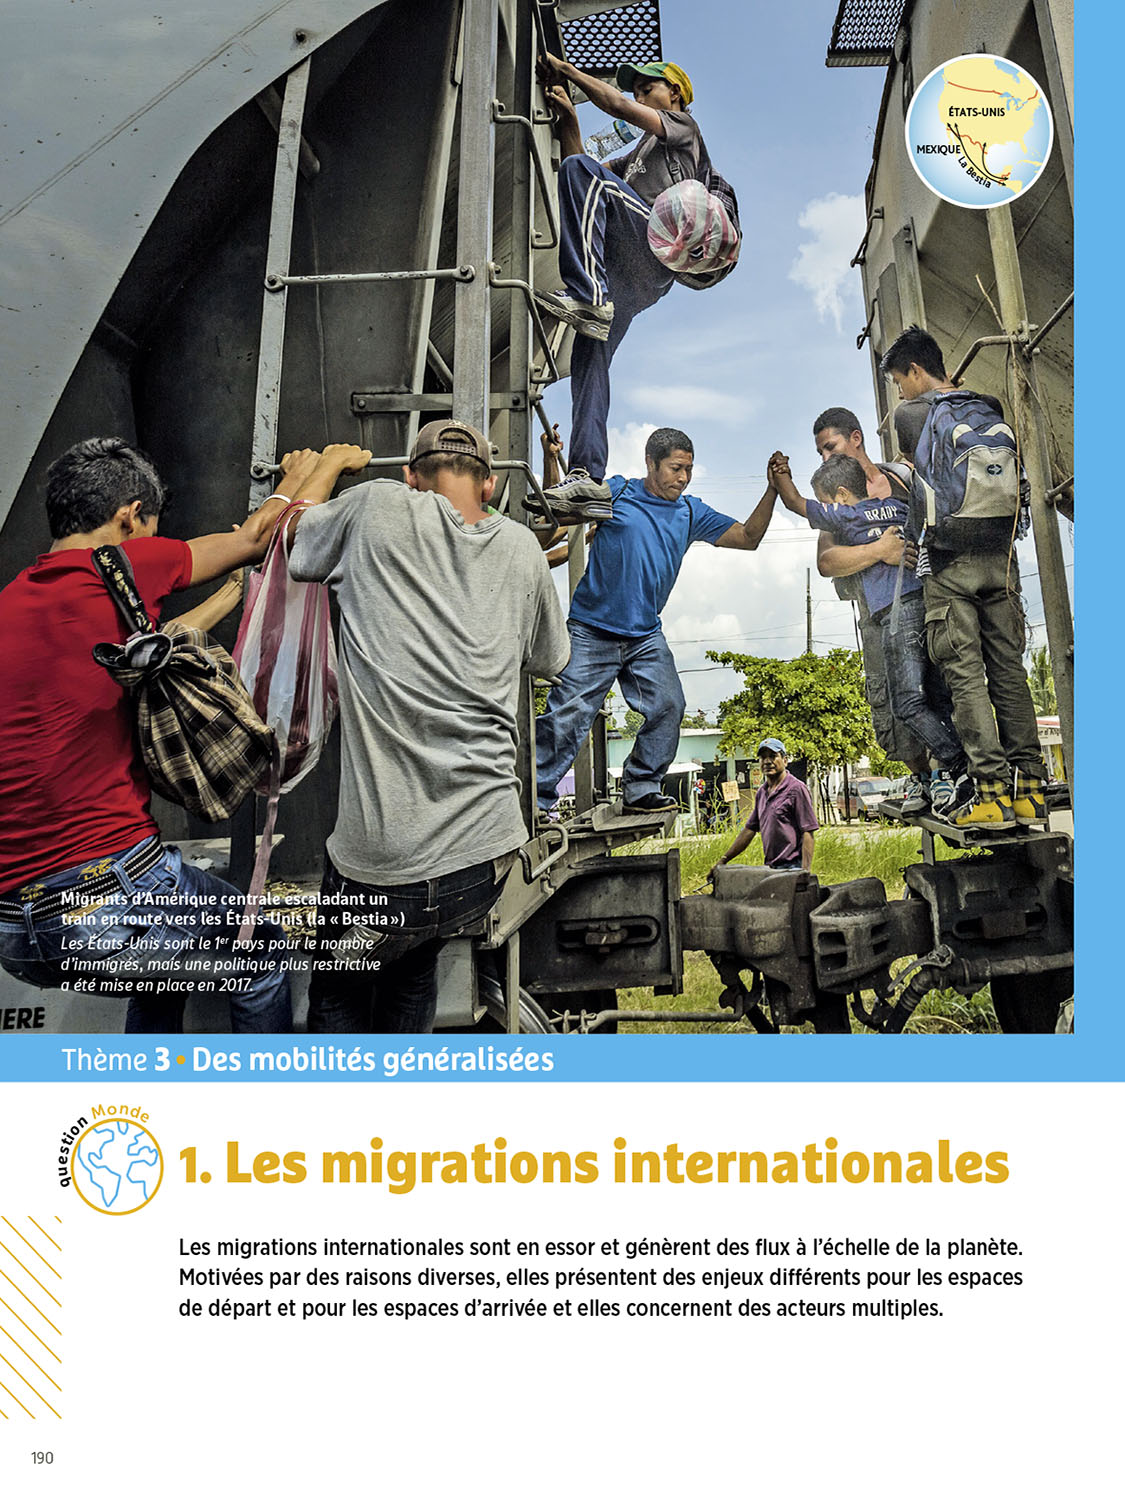 ÉTATS-UNIS
MEXIQUE
La Bestia
BRADY
Migrants d'Amérique centrale escaladant un
train en route vers les États-Unis (la « Bestia »)
Les États-Unis sont le 1er pays pour le nombre
d'immigrés, mais une politique plus restrictive
a été mise en place en 2017.
IERE
Thème 3 • Des mobilités généralisées
question Monde
1. Les migrations internationales
Les migrations internationales sont en essor et génèrent des flux à l'échelle de la planète.
Motivées par des raisons diverses, elles présentent des enjeux différents pour les espaces
de départ et pour les espaces d'arrivée et elles concernent des acteurs multiples.
190